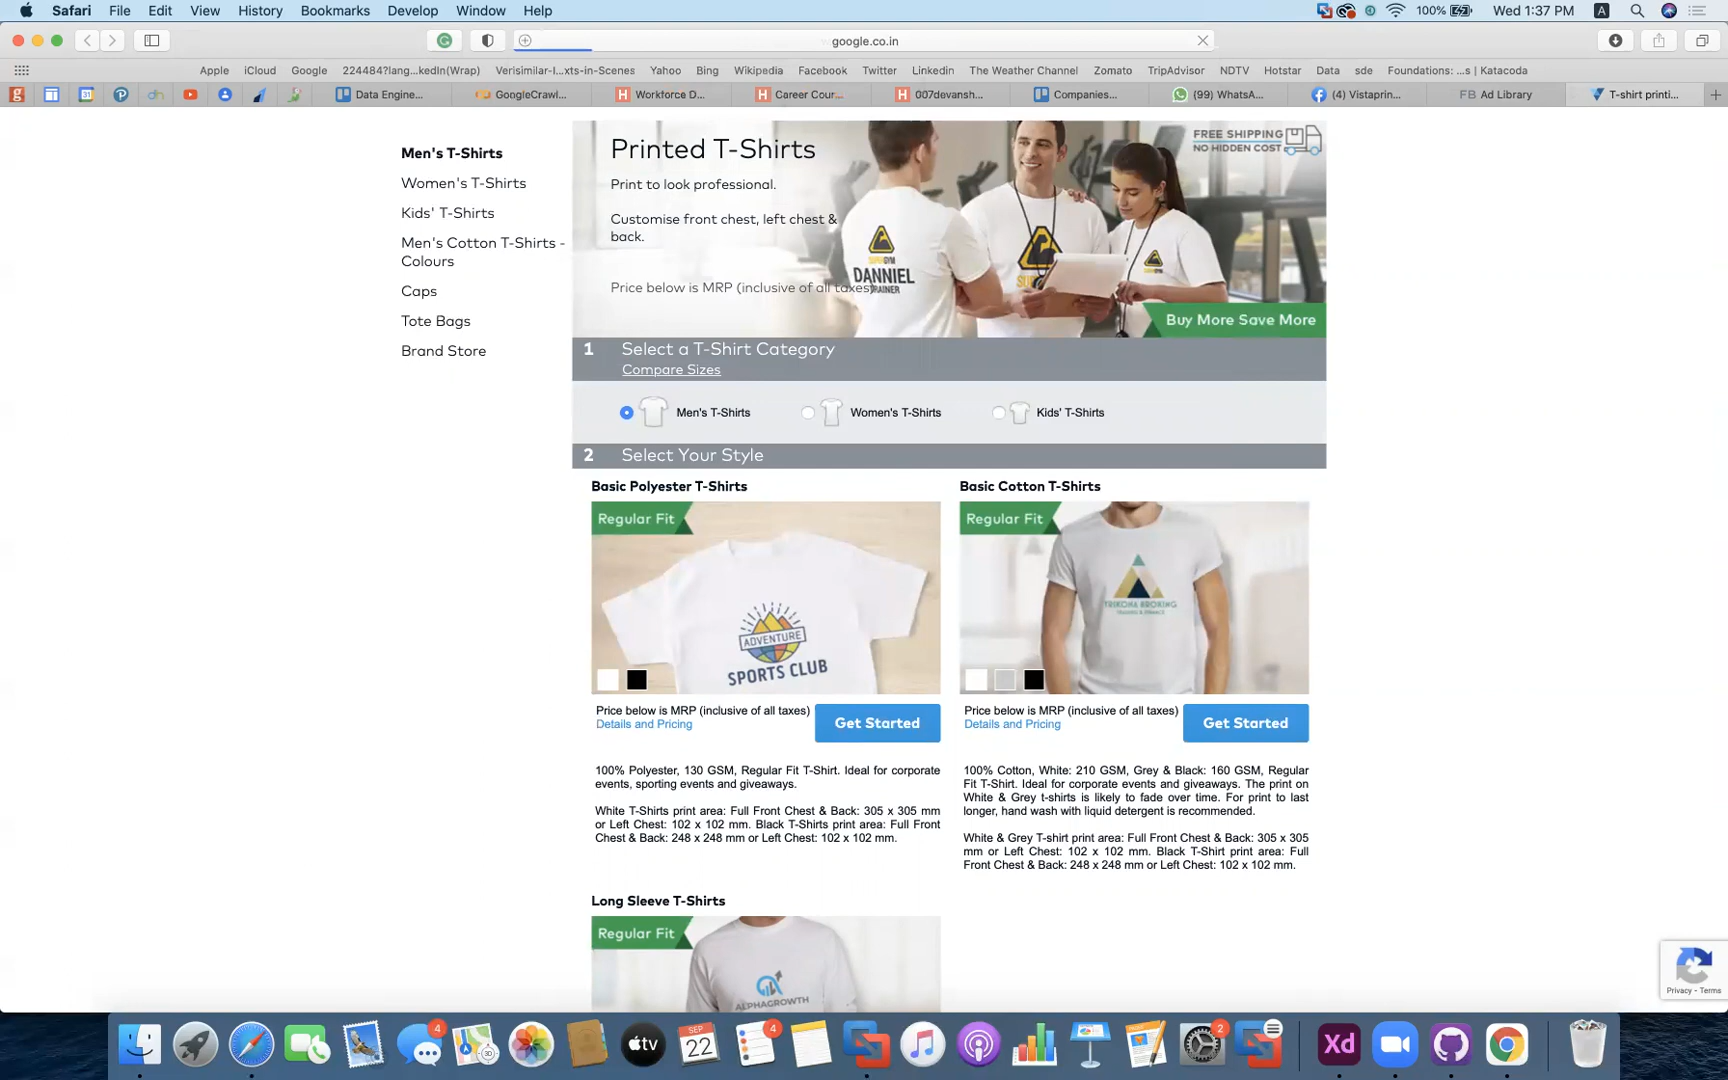 Safari File Edit View History Bookmarks Develop Window Help
100% Wed 1:37 PM A
google.co.in
Apple iCloud Google 224484?lang...kedIn(Wrap) Verisimilar-I...xts-in-Scenes Yahoo Bing Wikipedia Facebook Twitter Linkedin The Weather Channel Zomato TripAdvisor NDTV Hotstar Data sde Foundations: ...s | Katacoda
Data Engine... GoogleCrawl... Workforce D... Career Cour... 007devansh... Companies... (99) WhatsA... (4) Vistaprin... FB Ad Library T-shirt printi...
Men's T-Shirts
Women's T-Shirts
Kids' T-Shirts
Men's Cotton T-Shirts -
Colours
Caps
Tote Bags
Brand Store
Printed T-Shirts
Print to look professional.
Customise front chest, left chest &
back.
Price below is MRP (inclusive of all taxes)
DANNIEL
TRAINER
FREE SHIPPING
NO HIDDEN COST
Buy More Save More
1 Select a T-Shirt Category
Compare Sizes
Men's T-Shirts Women's T-Shirts Kids' T-Shirts
2 Select Your Style
Basic Polyester T-Shirts
Regular Fit
ADVENTURE
SPORTS CLUB
Price below is MRP (inclusive of all taxes)
Details and Pricing
Get Started
100% Polyester, 130 GSM, Regular Fit T-Shirt. Ideal for corporate
events, sporting events and giveaways.
White T-Shirts print area: Full Front Chest & Back: 305 x 305 mm
or Left Chest: 102 x 102 mm. Black T-Shirts print area: Full Front
Chest & Back: 248 x 248 mm or Left Chest: 102 x 102 mm.
Basic Cotton T-Shirts
Regular Fit
TRIKONA BROKING
Price below is MRP (inclusive of all taxes)
Details and Pricing
Get Started
100% Cotton, White: 210 GSM, Grey & Black: 160 GSM, Regular
Fit T-Shirt. Ideal for corporate events and giveaways. The print on
White & Grey t-shirts is likely to fade over time. For print to last
longer, hand wash with liquid detergent is recommended.
White & Grey T-shirt print area: Full Front Chest & Back: 305 x 305
mm or Left Chest: 102 x 102 mm. Black T-Shirt print area: Full
Front Chest & Back: 248 x 248 mm or Left Chest: 102 x 102 mm.
Long Sleeve T-Shirts
Regular Fit
ALPHAGROWTH
Privacy - Terms
4 tv SEP 22 4 2 Xd